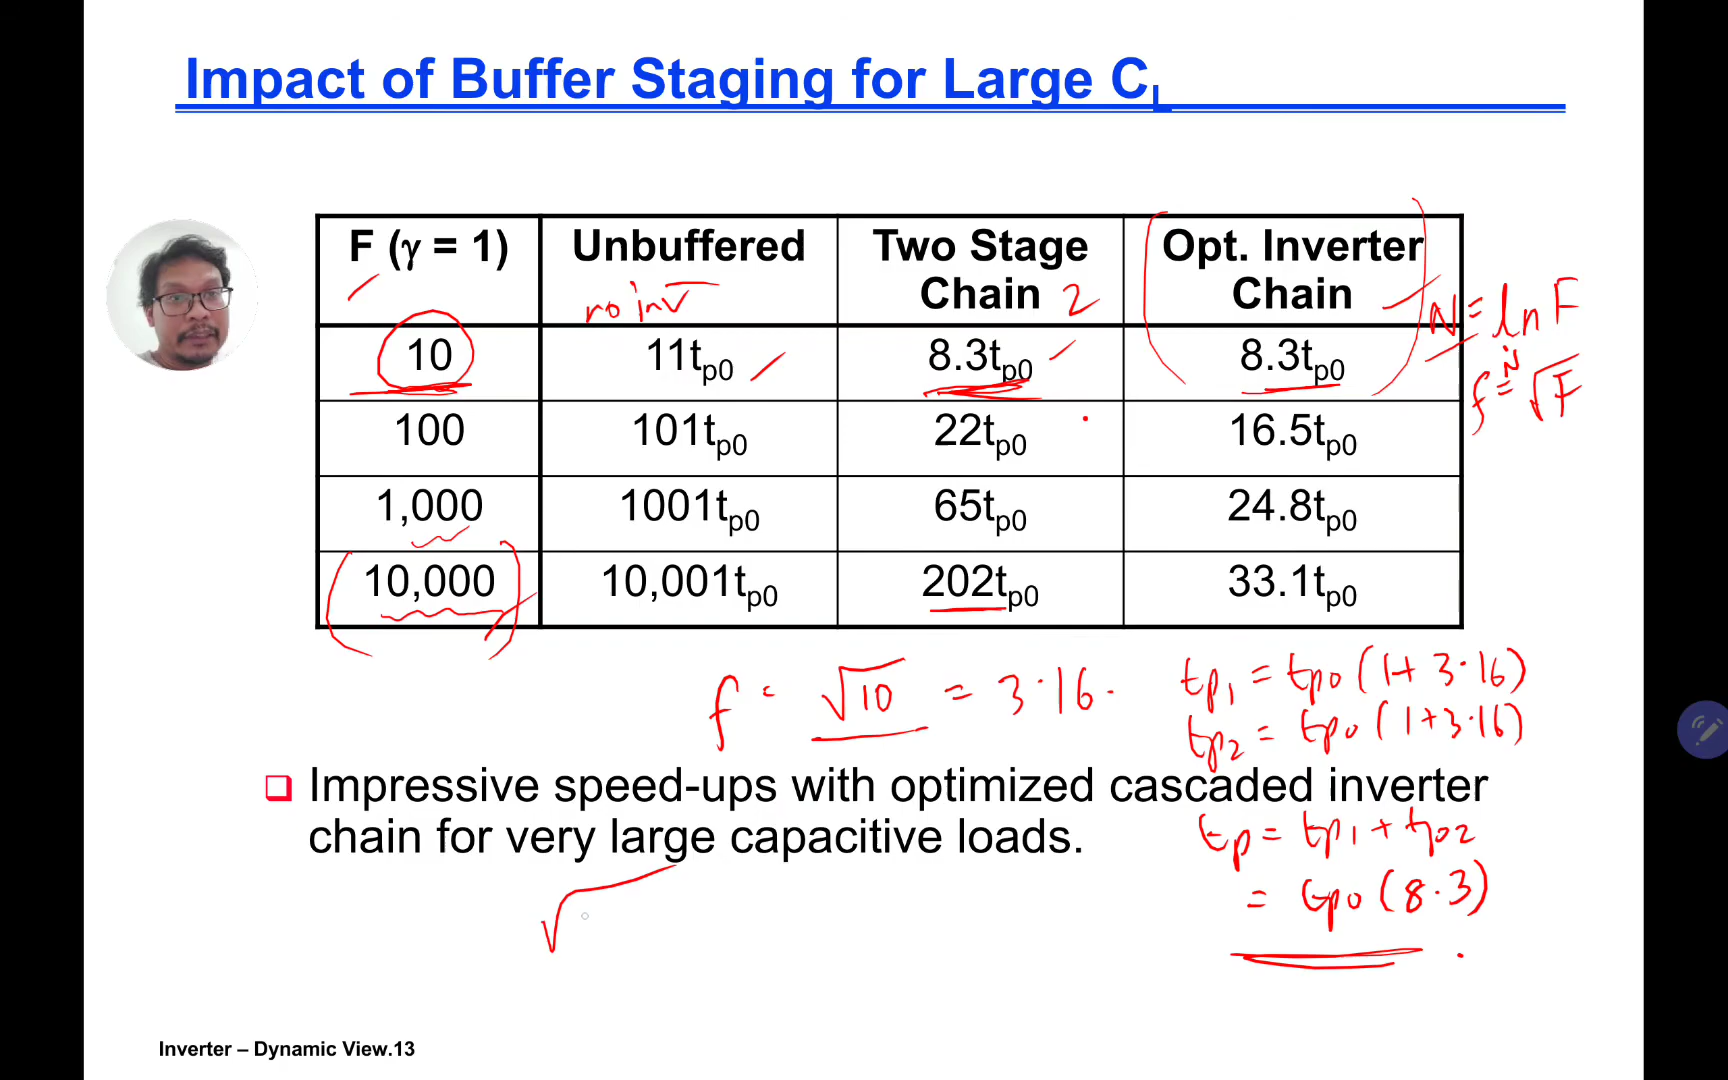 Impact of Buffer Staging for Large CL
F (γ = 1) Unbuffered Two Stage Chain Opt. Inverter Chain
no inv 2 N = ln F
10 11tp0 8.3tp0 8.3tp0
f = N√F
100 101tp0 22tp0 16.5tp0
1,000 1001tp0 65tp0 24.8tp0
10,000 10,001tp0 202tp0 33.1tp0
f = √10 = 3.16.
tp1 = tp0 (1+ 3.16)
tp2 = tp0 (1+3.16)
Impressive speed-ups with optimized cascaded inverter
chain for very large capacitive loads.
tp = tp1 + tp2
= tp0 (8.3)
√
Inverter – Dynamic View.13